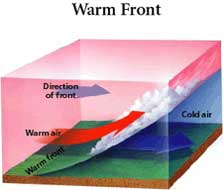 Warm Front
Direction
of front
Cold air
Warm air
Warm front